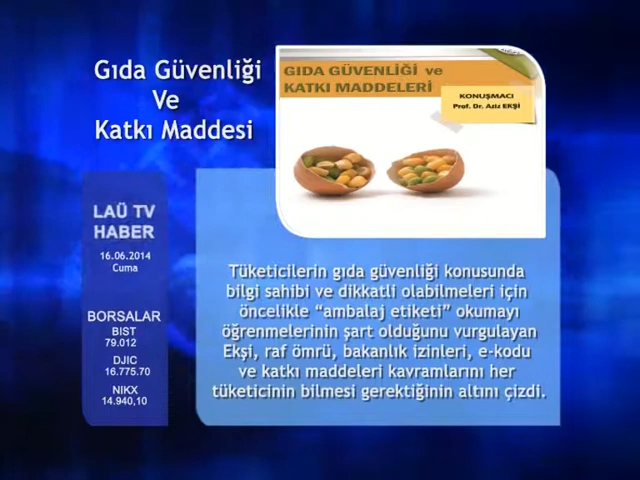 Gıda Güvenliği
Ve
Katkı Maddesi
GIDA GÜVENLİĞİ ve
KATKI MADDELERİ
KONUŞMACI
Prof. Dr. Aziz EKŞİ
LAÜ TV
HABER
16.06.2014
Cuma
BORSALAR
BIST
79.012
DJIC
16.775.70
NIKX
14.940,10
Tüketicilerin gıda güvenliği konusunda
bilgi sahibi ve dikkatli olabilmeleri için
öncelikle “ambalaj etiketi” okumayı
öğrenmelerinin şart olduğunu vurgulayan
Ekşi, raf ömrü, bakanlık izinleri, e-kodu
ve katkı maddeleri kavramlarını her
tüketicinin bilmesi gerektiğinin altını çizdi.